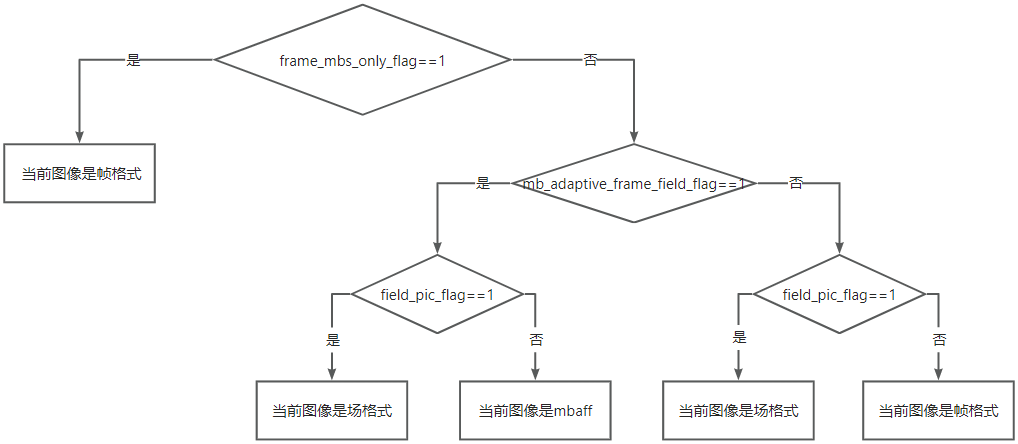 frame_mbs_only_flag==1
是
否
当前图像是帧格式
mb_adaptive_frame_field_flag==1
是
否
field_pic_flag==1
field_pic_flag==1
是
否
是
否
当前图像是场格式
当前图像是mbaff
当前图像是场格式
当前图像是帧格式